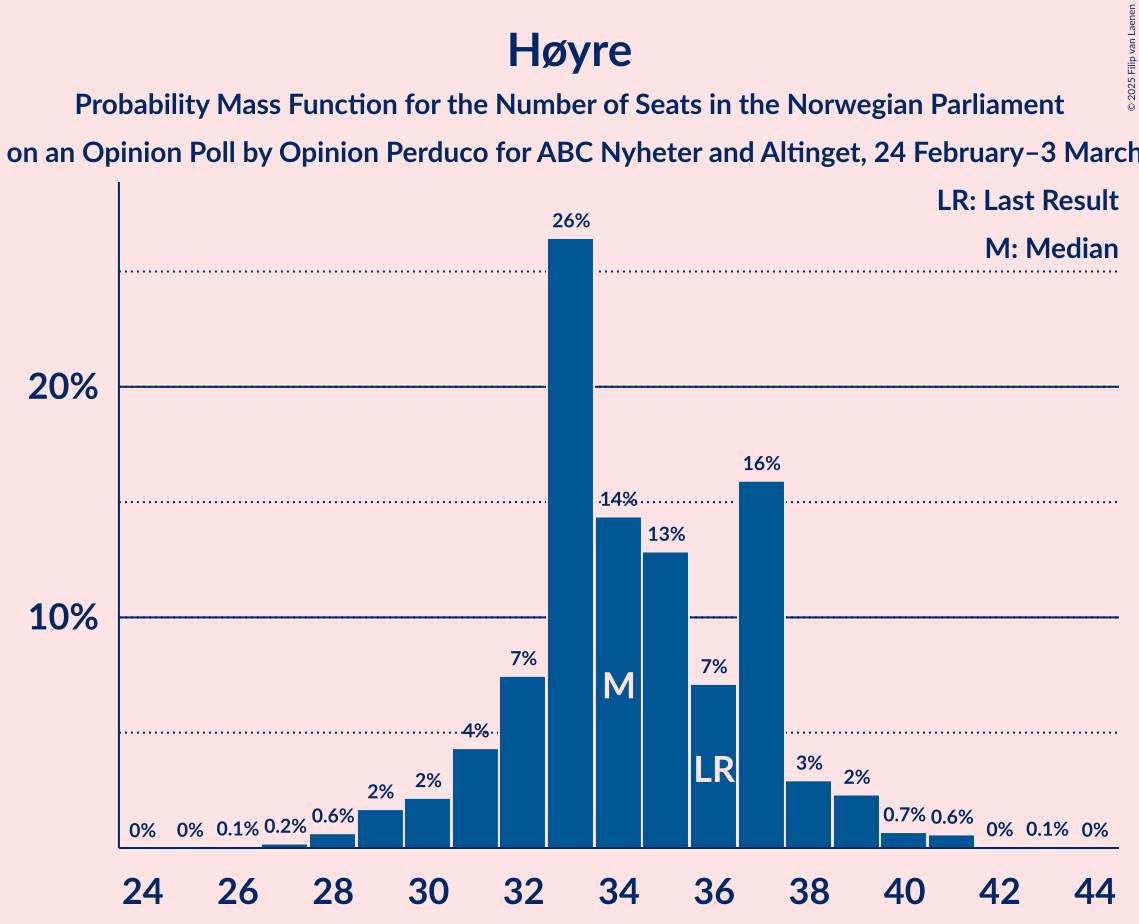 Høyre
Probability Mass Function for the Number of Seats in the Norwegian Parliament
on an Opinion Poll by Opinion Perduco for ABC Nyheter and Altinget, 24 February–3 March
© 2025 Filip van Laenen
LR: Last Result
M: Median
26%
20%
16%
14%
13%
10%
7%
7%
M
4%
LR
3%
2%
2%
2%
0.7%
0.6%
0.6%
0.2%
0.1%
0%
0%
0%
0.1%
0%
24 26 28 30 32 34 36 38 40 42 44